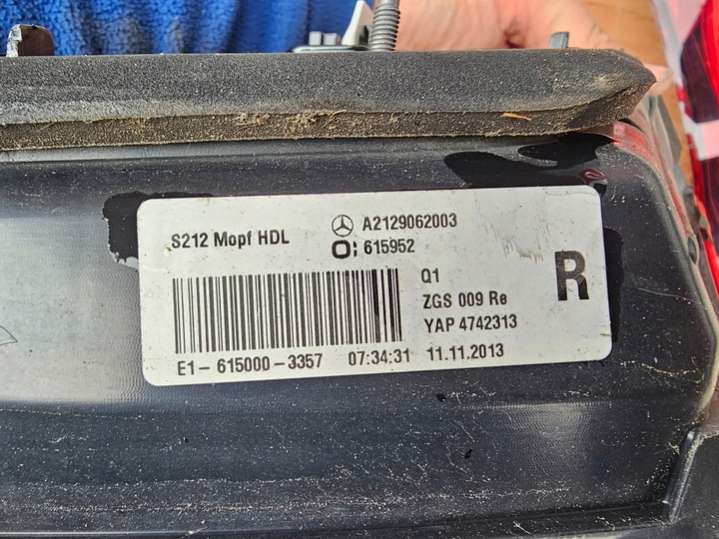 S212 Mopf HDL
A2129062003
615952
Q1
ZGS 009 Re
YAP 4742313
R
E1-615000-3357 07:34:31 11.11.2013